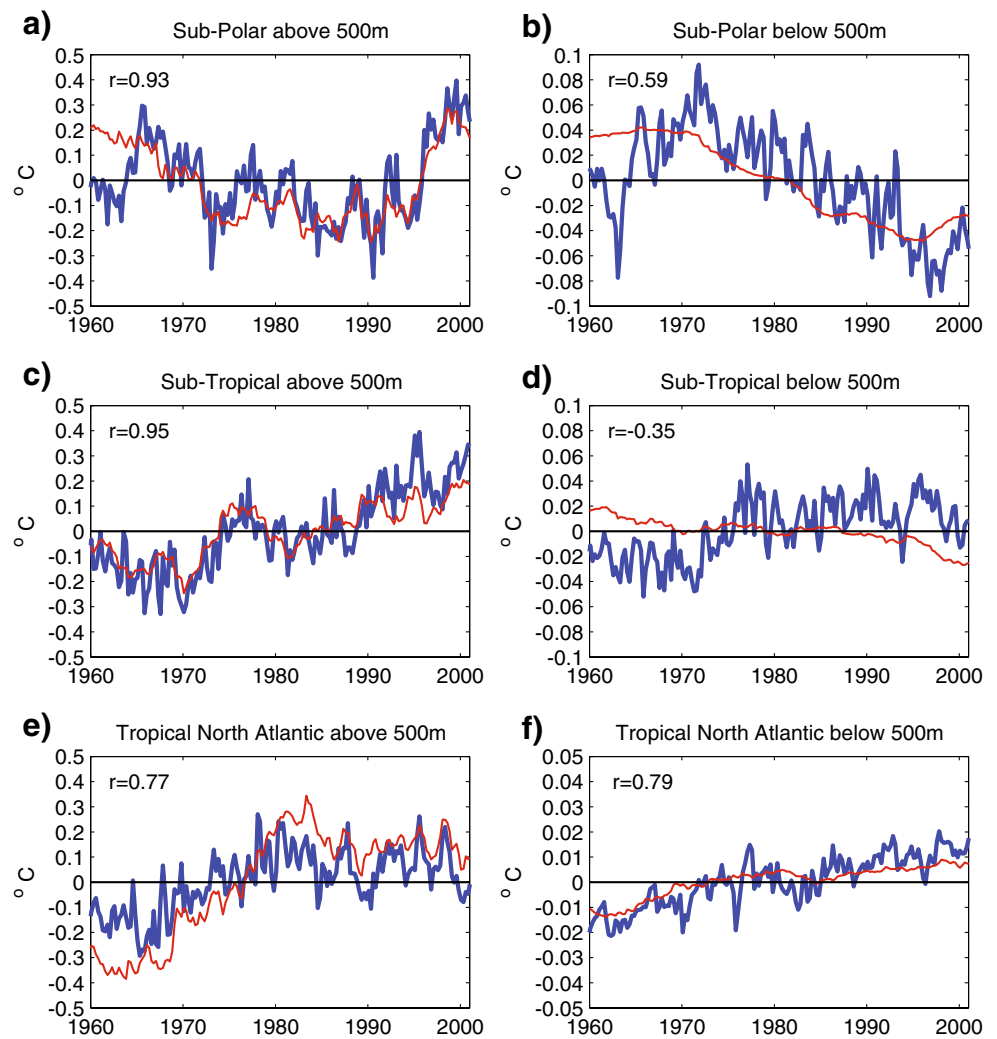 a)
Sub-Polar above 500m
r=0.93
° C
0.5
0.4
0.3
0.2
0.1
0
-0.1
-0.2
-0.3
-0.4
-0.5
1960 1970 1980 1990 2000
b)
Sub-Polar below 500m
r=0.59
° C
0.1
0.08
0.06
0.04
0.02
0
-0.02
-0.04
-0.06
-0.08
-0.1
1960 1970 1980 1990 2000
c)
Sub-Tropical above 500m
r=0.95
° C
0.5
0.4
0.3
0.2
0.1
0
-0.1
-0.2
-0.3
-0.4
-0.5
1960 1970 1980 1990 2000
d)
Sub-Tropical below 500m
r=-0.35
° C
0.1
0.08
0.06
0.04
0.02
0
-0.02
-0.04
-0.06
-0.08
-0.1
1960 1970 1980 1990 2000
e)
Tropical North Atlantic above 500m
r=0.77
° C
0.5
0.4
0.3
0.2
0.1
0
-0.1
-0.2
-0.3
-0.4
-0.5
1960 1970 1980 1990 2000
f)
Tropical North Atlantic below 500m
r=0.79
° C
0.05
0.04
0.03
0.02
0.01
0
-0.01
-0.02
-0.03
-0.04
-0.05
1960 1970 1980 1990 2000